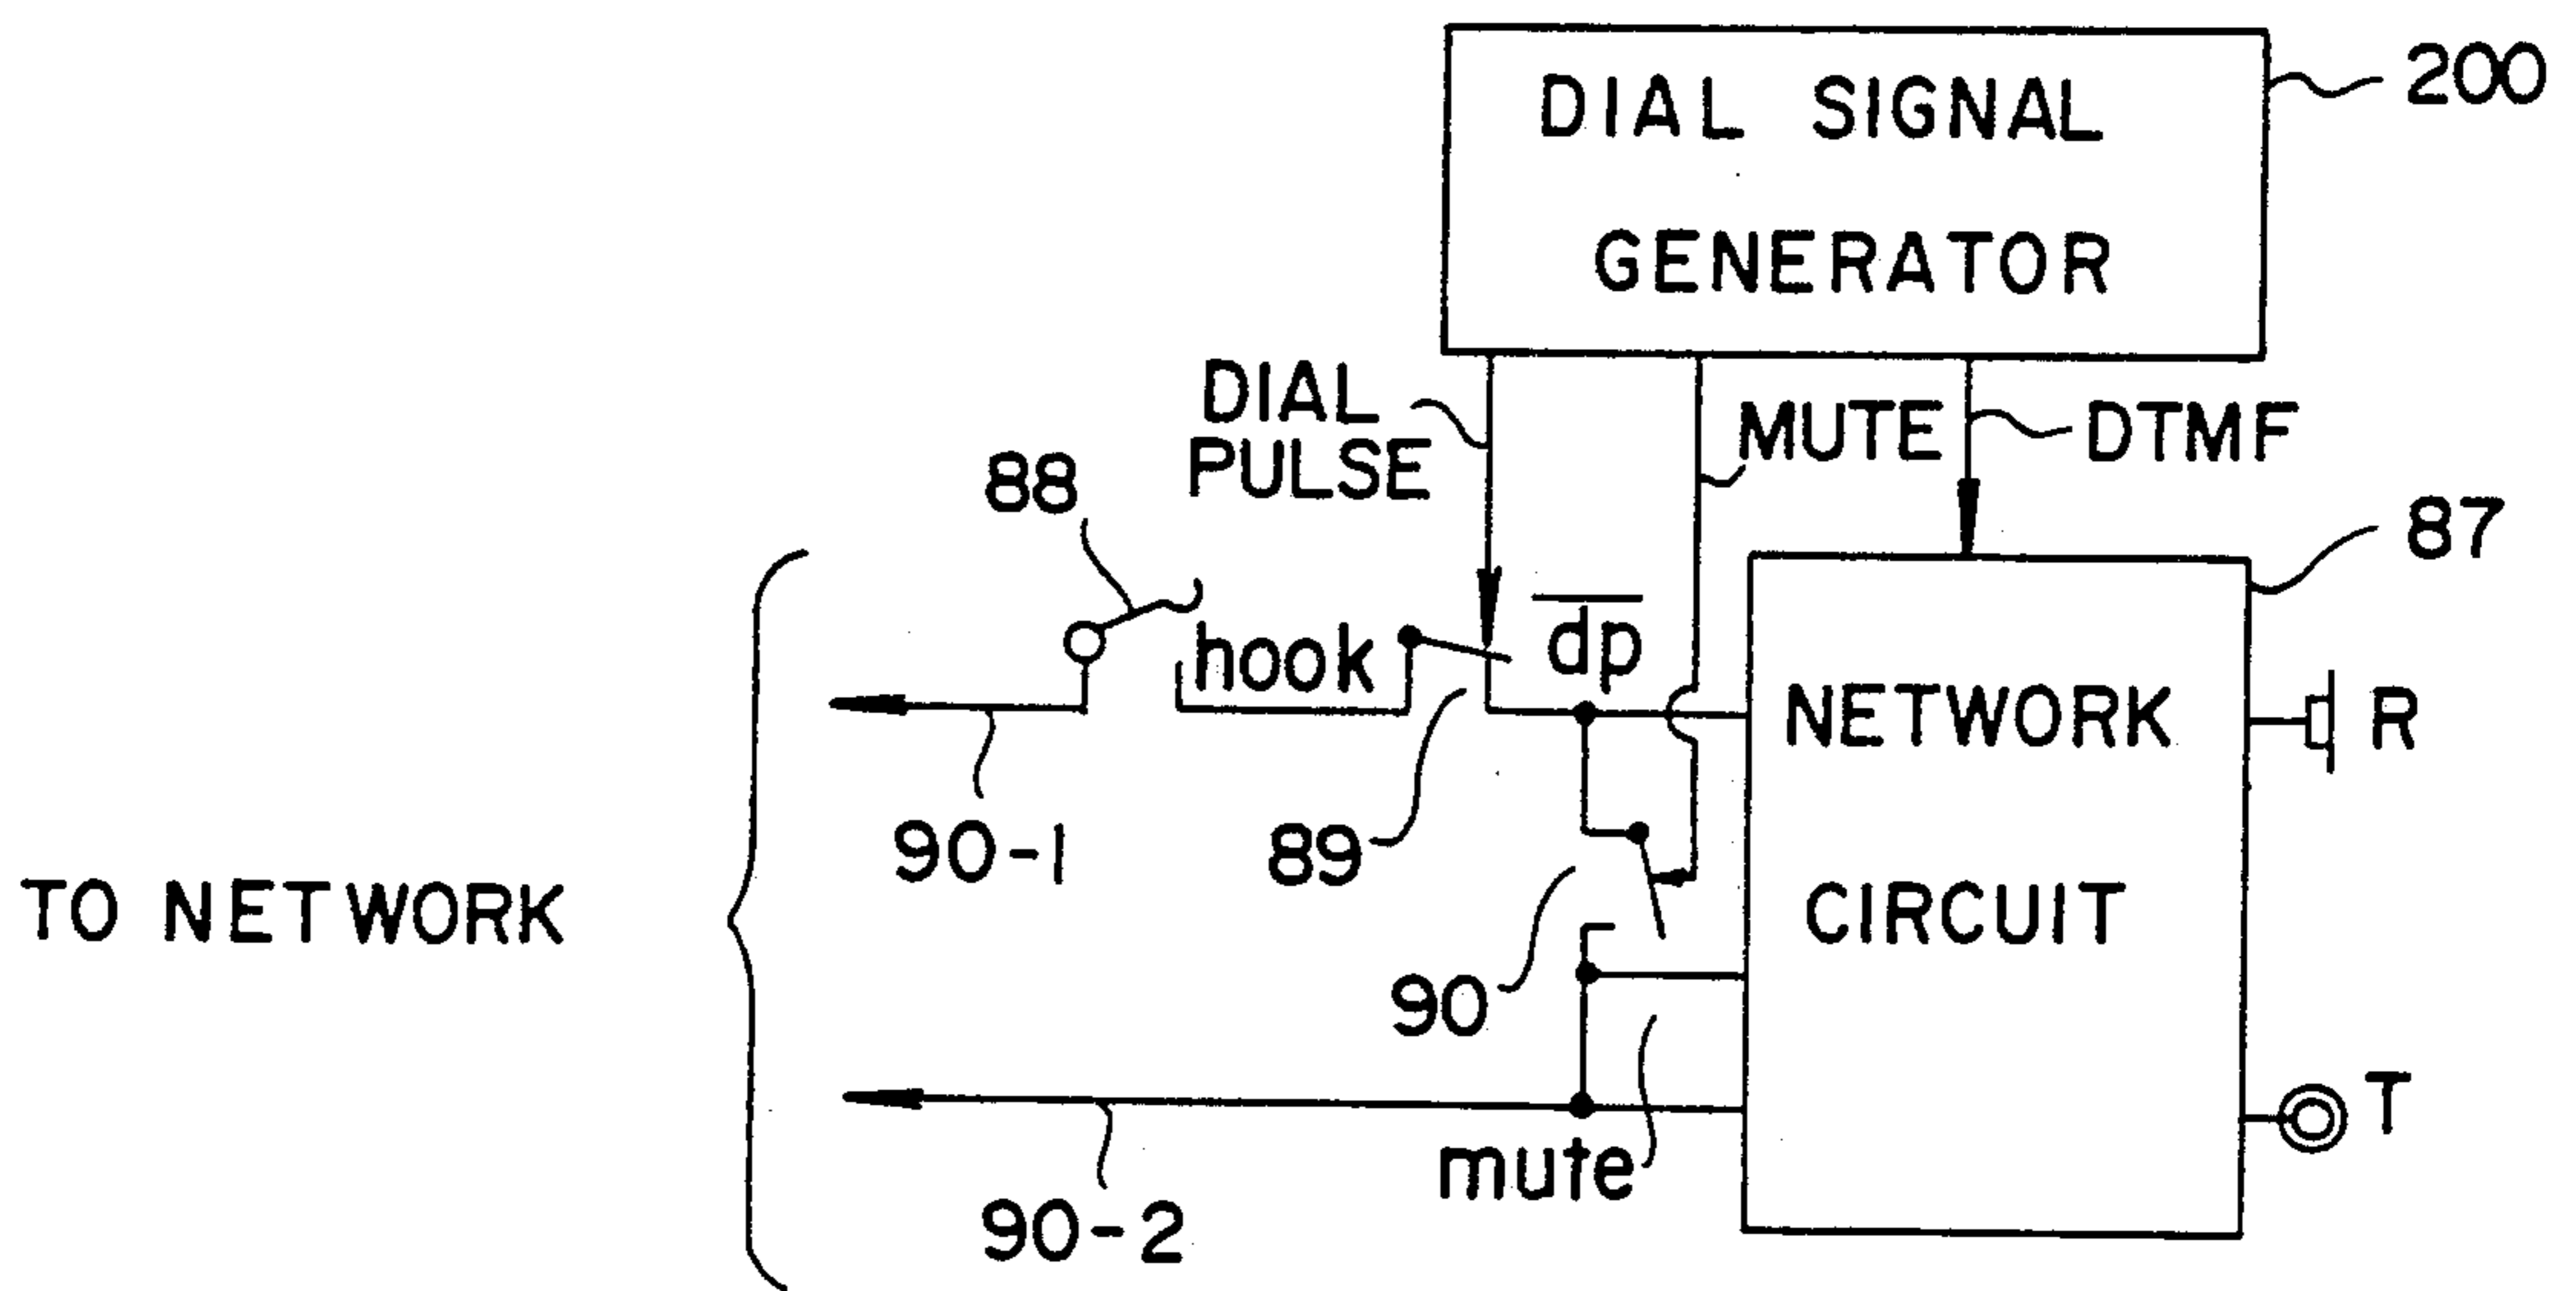 DIAL SIGNAL
GENERATOR
200
DIAL
PULSE
MUTE
DTMF
88
87
hook
d̅p̅
NETWORK
CIRCUIT
R
90-1
89
TO NETWORK
90
T
mute
90-2